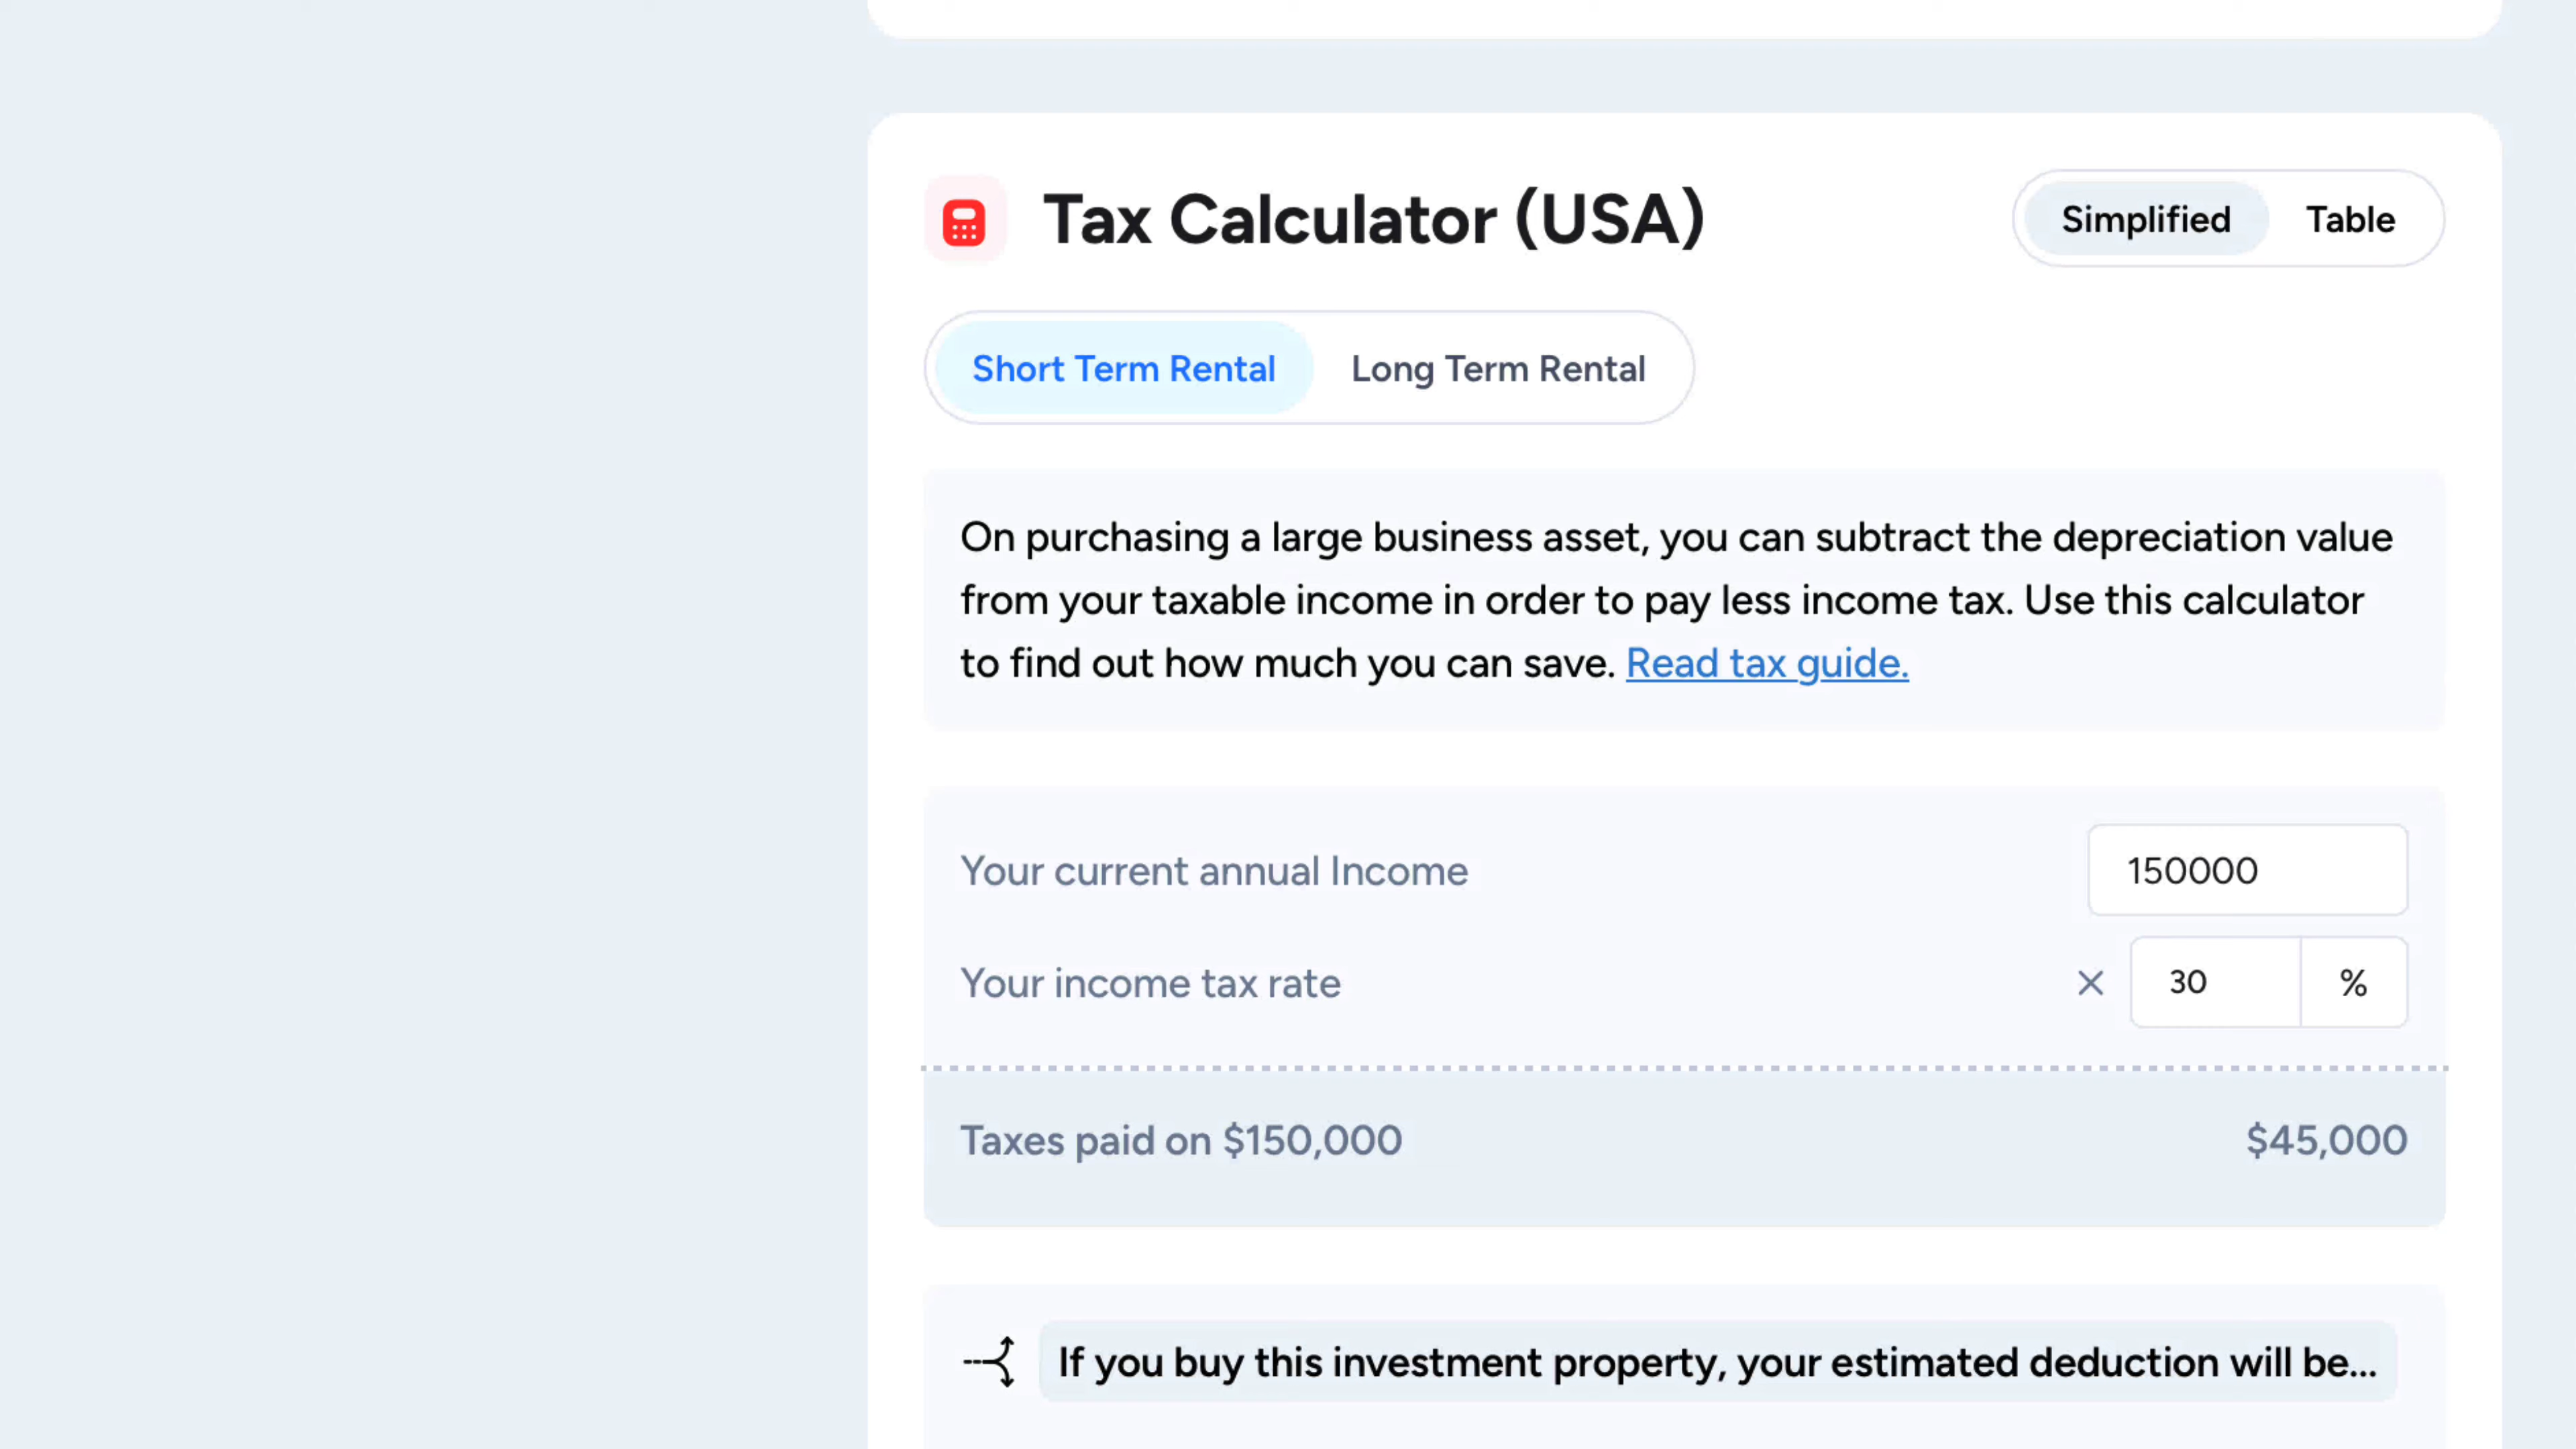 Tax Calculator (USA)
Simplified
Table
Short Term Rental
Long Term Rental
On purchasing a large business asset, you can subtract the depreciation value
from your taxable income in order to pay less income tax. Use this calculator
to find out how much you can save. Read tax guide.
Your current annual Income
150000
Your income tax rate
× 30 %
Taxes paid on $150,000
$45,000
If you buy this investment property, your estimated deduction will be...